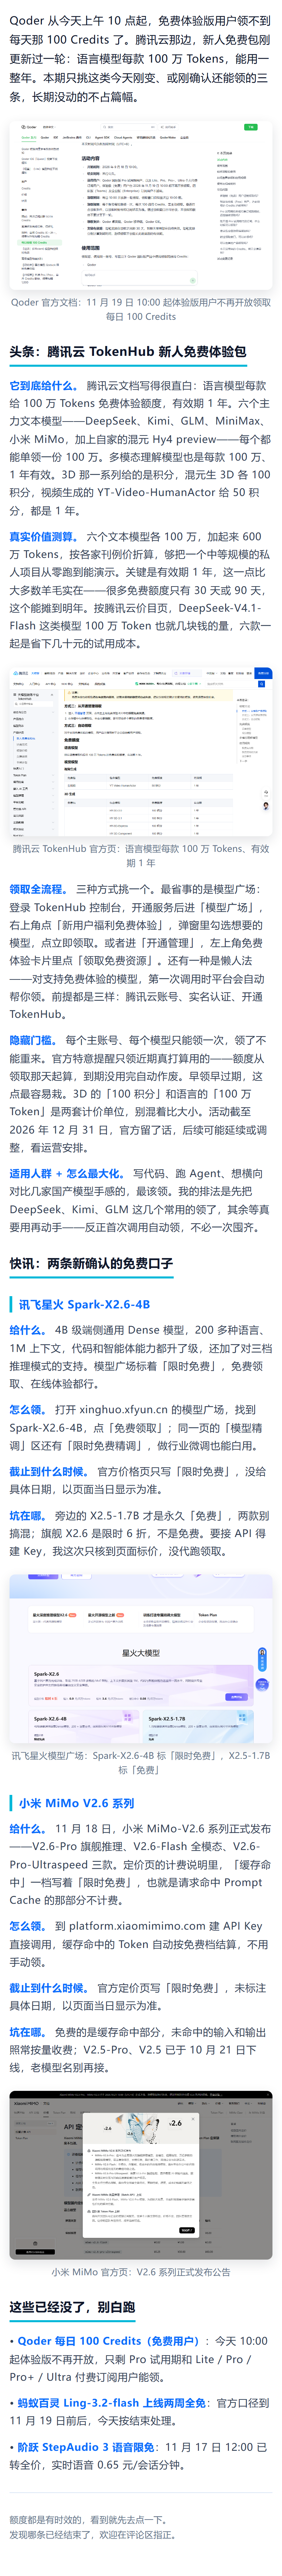 Qoder 从今天上午 10 点起，免费体验版用户领不到
每天那 100 Credits 了。腾讯云那边，新人免费包刚
更新过一轮：语言模型每款 100 万 Tokens，能用一
整年。本期只挑这类今天刚变、或刚确认还能领的三
条，长期没动的不占篇幅。
Qoder
活动内容
使用范围
Qoder 官方文档：11 月 19 日 10:00 起体验版用户不再开放领取
每日 100 Credits
头条：腾讯云 TokenHub 新人免费体验包
它到底给什么。 腾讯云文档写得很直白：语言模型每款
给 100 万 Tokens 免费体验额度，有效期 1 年。六个主
力文本模型——DeepSeek、Kimi、GLM、MiniMax、
小米 MiMo，加上自家的混元 Hy4 preview——每个都
能单领一份 100 万。多模态理解模型也是每款 100 万、
1 年有效。3D 那一系列给的是积分，混元生 3D 各 100
积分，视频生成的 YT-Video-HumanActor 给 50 积
分，都是 1 年。
真实价值测算。 六个文本模型各 100 万，加起来 600
万 Tokens，按各家刊例价折算，够把一个中等规模的私
人项目从零跑到能演示。关键是有效期 1 年，这一点比
大多数羊毛实在——很多免费额度只有 30 天或 90 天，
这个能摊到明年。按腾讯云价目页，DeepSeek-V4.1-
Flash 这类模型 100 万 Token 也就几块钱的量，六款一
起是省下几十元的试用成本。
腾讯云 TokenHub 官方页：语言模型每款 100 万 Tokens、有效
期 1 年
领取全流程。 三种方式挑一个。最省事的是模型广场：
登录 TokenHub 控制台，开通服务后进「模型广场」，
右上角点「新用户福利免费体验」，弹窗里勾选想要的
模型，点立即领取。或者进「开通管理」，左上角免费
体验卡片里点「领取免费资源」。还有一种是懒人法
——对支持免费体验的模型，第一次调用时平台会自动
帮你领。前提都是三样：腾讯云账号、实名认证、开通
TokenHub。
隐藏门槛。 每个主账号、每个模型只能领一次，领了不
能重来。官方特意提醒只领近期真打算用的——额度从
领取那天起算，到期没用完自动作废。早领早过期，这
点最容易栽。3D 的「100 积分」和语言的「100 万
Token」是两套计价单位，别混着比大小。活动截至
2026 年 12 月 31 日，官方留了话，后续可能延续或调
整，看运营安排。
适用人群 + 怎么最大化。 写代码、跑 Agent、想横向
对比几家国产模型手感的，最该领。我的排法是先把
DeepSeek、Kimi、GLM 这几个常用的领了，其余等真
要用再动手——反正首次调用自动领，不必一次囤齐。
快讯：两条新确认的免费口子
讯飞星火 Spark-X2.6-4B
给什么。 4B 级端侧通用 Dense 模型，200 多种语言、
1M 上下文，代码和智能体能力都升了级，还加了对三档
推理模式的支持。模型广场标着「限时免费」，免费领
取、在线体验都行。
怎么领。 打开 xinghuo.xfyun.cn 的模型广场，找到
Spark-X2.6-4B，点「免费领取」；同一页的「模型精
调」区还有「限时免费精调」，做行业微调也能白用。
截止到什么时候。 官方价格页只写「限时免费」，没给
具体日期，以页面当日显示为准。
坑在哪。 旁边的 X2.5-1.7B 才是永久「免费」，两款别
搞混；旗舰 X2.6 是限时 6 折，不是免费。要接 API 得
建 Key，我这次只核到页面标价，没代跑领取。
星火大模型
Spark-X2.6
Spark-X2.6-4B
Spark-X2.5-1.7B
讯飞星火模型广场：Spark-X2.6-4B 标「限时免费」，X2.5-1.7B
标「免费」
小米 MiMo V2.6 系列
给什么。 11 月 18 日，小米 MiMo-V2.6 系列正式发布
——V2.6-Pro 旗舰推理、V2.6-Flash 全模态、V2.6-
Pro-Ultraspeed 三款。定价页的计费说明里，「缓存命
中」一档写着「限时免费」，也就是请求命中 Prompt
Cache 的那部分不计费。
怎么领。 到 platform.xiaomimimo.com 建 API Key
直接调用，缓存命中的 Token 自动按免费档结算，不用
手动领。
截止到什么时候。 官方定价页写「限时免费」，未标注
具体日期，以页面当日显示为准。
坑在哪。 免费的是缓存命中部分，未命中的输入和输出
照常按量收费；V2.5-Pro、V2.5 已于 10 月 21 日下
线，老模型名别再接。
小米 MiMo 官方页：V2.6 系列正式发布公告
这些已经没了，别白跑
• Qoder 每日 100 Credits（免费用户）：今天 10:00
起体验版不再开放，只剩 Pro 试用期和 Lite / Pro /
Pro+ / Ultra 付费订阅用户能领。
• 蚂蚁百灵 Ling-3.2-flash 上线两周全免：官方口径到
11 月 19 日前后，今天按结束处理。
• 阶跃 StepAudio 3 语音限免：11 月 17 日 12:00 已
转全价，实时语音 0.65 元/会话分钟。
额度都是有时效的，看到就先去点一下。
发现哪条已经结束了，欢迎在评论区指正。